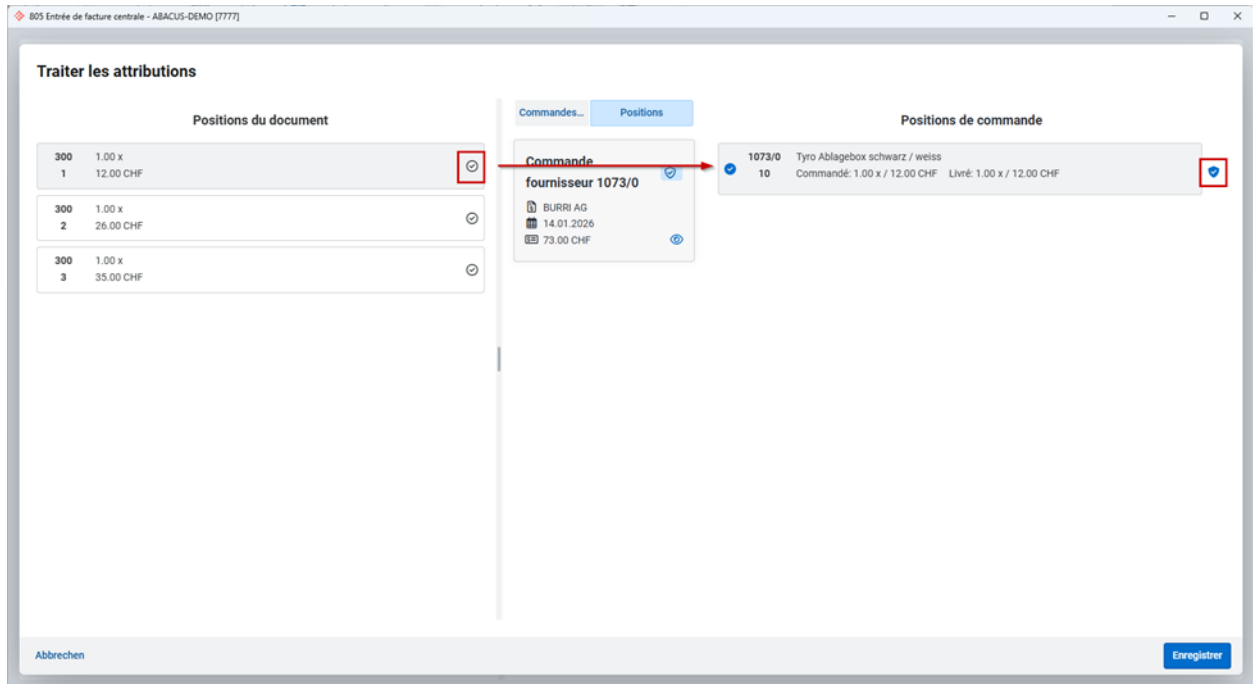 805 Entrée de facture centrale - ABACUS-DEMO [7777]
Traiter les attributions
Positions du document
300 1.00 x
1 12.00 CHF
300 1.00 x
2 26.00 CHF
300 1.00 x
3 35.00 CHF
Commandes... Positions
Commande
fournisseur 1073/0
BURRI AG
14.01.2026
73.00 CHF
Positions de commande
1073/0 Tyro Ablagebox schwarz / weiss
10 Commandé: 1.00 x / 12.00 CHF Livré: 1.00 x / 12.00 CHF
Abbrechen
Enregistrer